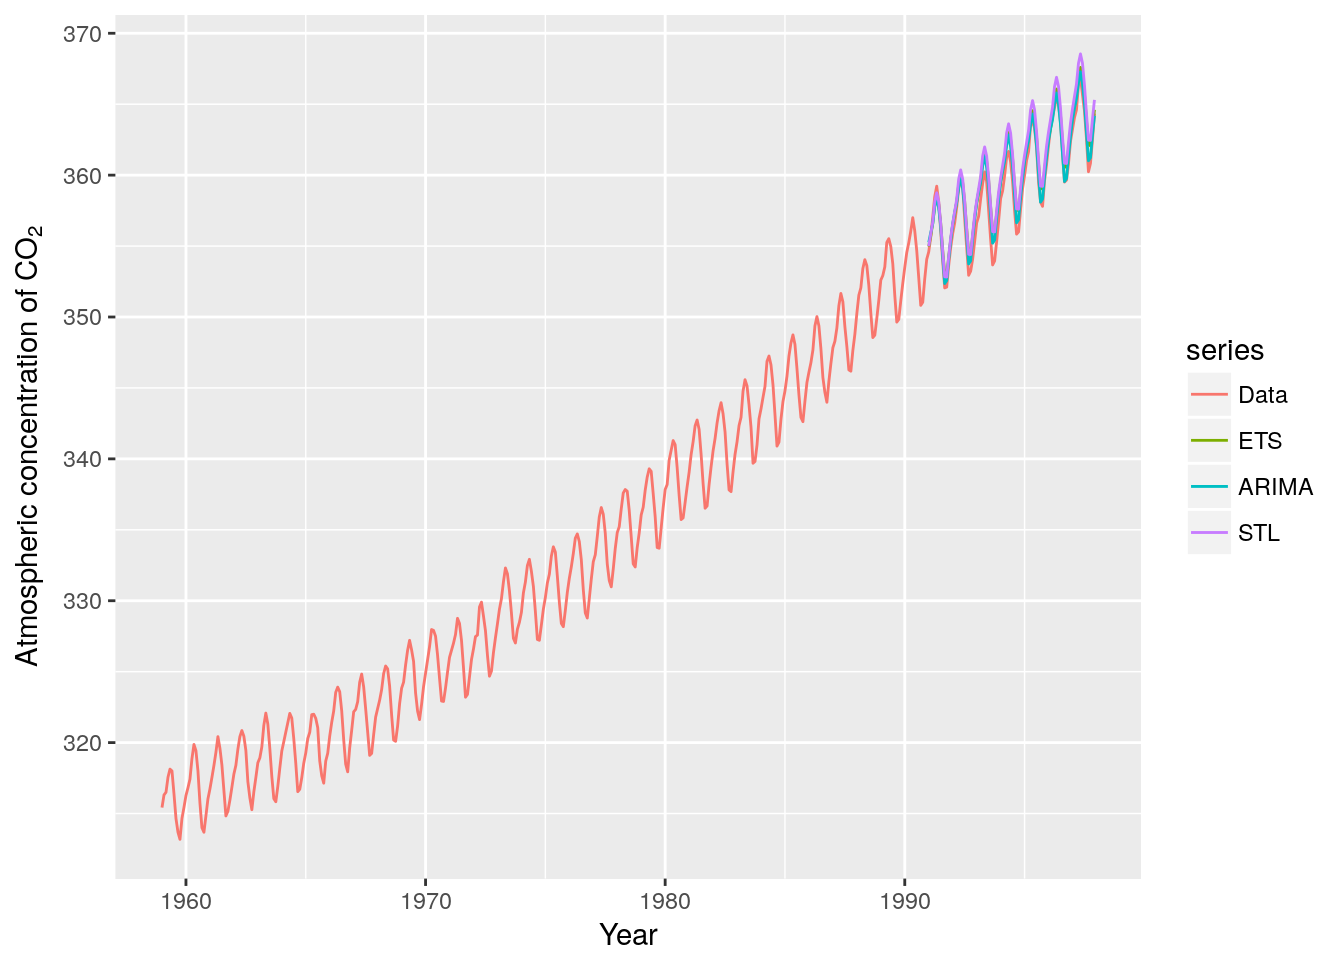 370
360
350
340
330
320
Atmospheric concentration of CO₂
1960
1970
1980
1990
Year
series
Data
ETS
ARIMA
STL